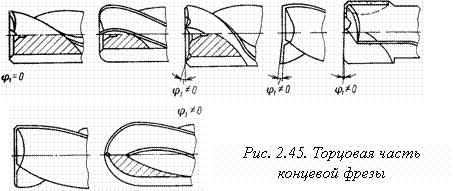 φ₁=0
φ₁≠0
φ₁≠0
φ₁≠0
φ₁≠0
Рис. 2.45. Торцовая часть
концевой фрезы